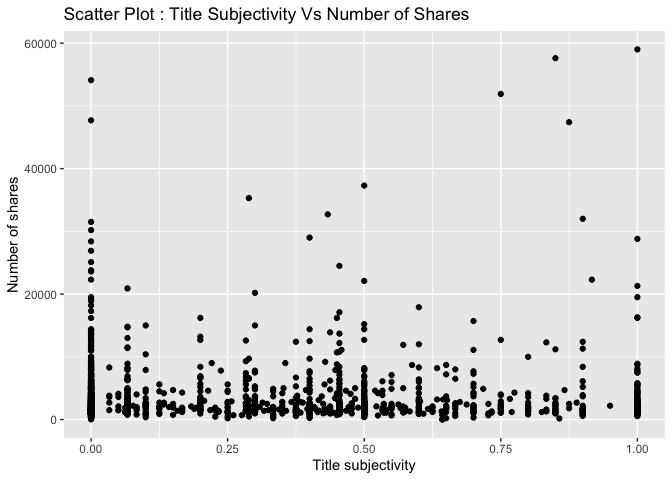 Scatter Plot : Title Subjectivity Vs Number of Shares
60000
40000
20000
0
Number of shares
0.00 0.25 0.50 0.75 1.00
Title subjectivity